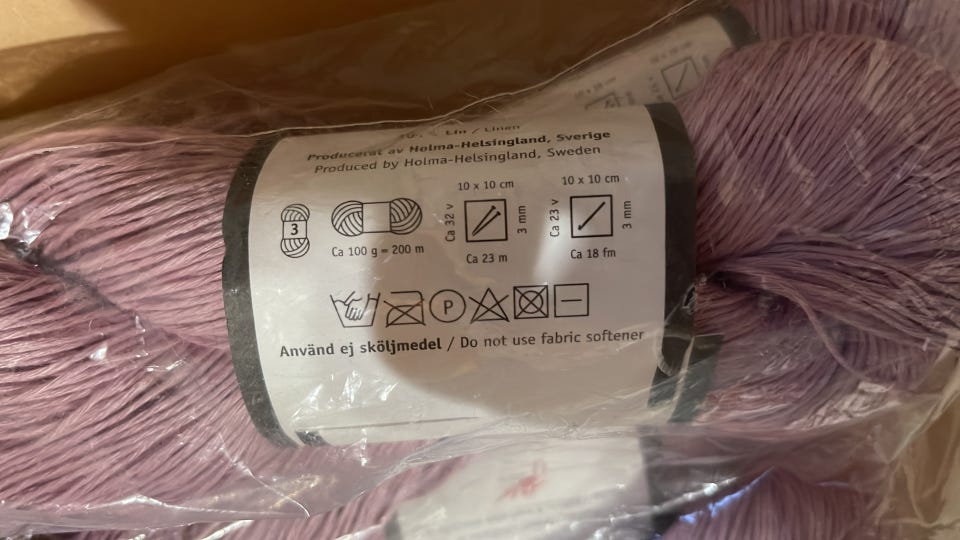 Lin / Linen
Producerat av Holma-Helsingland, Sverige
Produced by Holma-Helsingland, Sweden
3
Ca 100 g = 200 m
10 x 10 cm
Ca 32 v
3 mm
Ca 23 m
10 x 10 cm
Ca 23 v
3 mm
Ca 18 fm
P
Använd ej sköljmedel / Do not use fabric softener